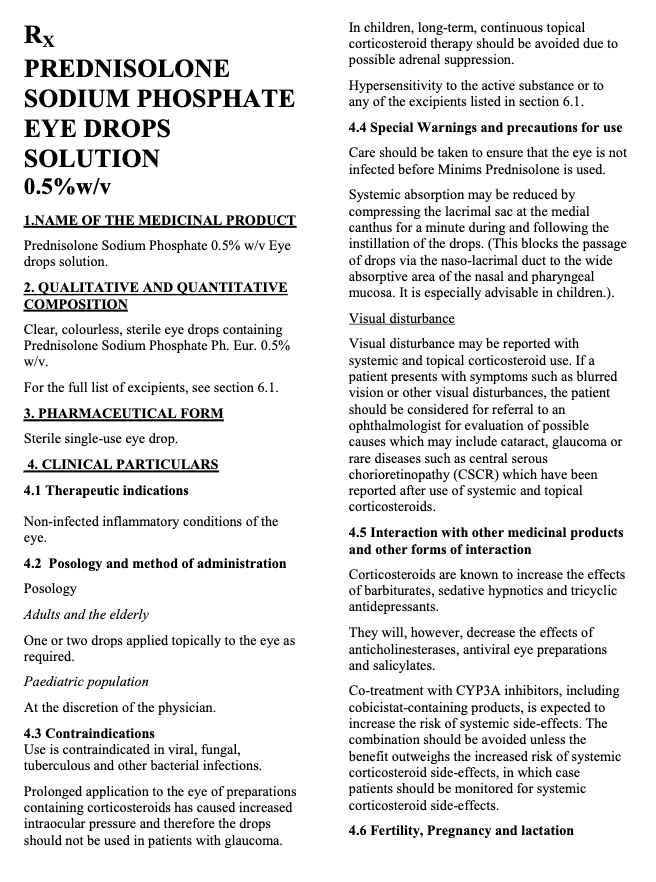 Rx
PREDNISOLONE
SODIUM PHOSPHATE
EYE DROPS
SOLUTION
0.5%w/v
1.NAME OF THE MEDICINAL PRODUCT
Prednisolone Sodium Phosphate 0.5% w/v Eye
drops solution.
2. QUALITATIVE AND QUANTITATIVE
COMPOSITION
Clear, colourless, sterile eye drops containing
Prednisolone Sodium Phosphate Ph. Eur. 0.5%
w/v.
For the full list of excipients, see section 6.1.
3. PHARMACEUTICAL FORM
Sterile single-use eye drop.
4. CLINICAL PARTICULARS
4.1 Therapeutic indications
Non-infected inflammatory conditions of the
eye.
4.2 Posology and method of administration
Posology
Adults and the elderly
One or two drops applied topically to the eye as
required.
Paediatric population
At the discretion of the physician.
4.3 Contraindications
Use is contraindicated in viral, fungal,
tuberculous and other bacterial infections.
Prolonged application to the eye of preparations
containing corticosteroids has caused increased
intraocular pressure and therefore the drops
should not be used in patients with glaucoma.
In children, long-term, continuous topical
corticosteroid therapy should be avoided due to
possible adrenal suppression.
Hypersensitivity to the active substance or to
any of the excipients listed in section 6.1.
4.4 Special Warnings and precautions for use
Care should be taken to ensure that the eye is not
infected before Minims Prednisolone is used.
Systemic absorption may be reduced by
compressing the lacrimal sac at the medial
canthus for a minute during and following the
instillation of the drops. (This blocks the passage
of drops via the naso-lacrimal duct to the wide
absorptive area of the nasal and pharyngeal
mucosa. It is especially advisable in children.).
Visual disturbance
Visual disturbance may be reported with
systemic and topical corticosteroid use. If a
patient presents with symptoms such as blurred
vision or other visual disturbances, the patient
should be considered for referral to an
ophthalmologist for evaluation of possible
causes which may include cataract, glaucoma or
rare diseases such as central serous
chorioretinopathy (CSCR) which have been
reported after use of systemic and topical
corticosteroids.
4.5 Interaction with other medicinal products
and other forms of interaction
Corticosteroids are known to increase the effects
of barbiturates, sedative hypnotics and tricyclic
antidepressants.
They will, however, decrease the effects of
anticholinesterases, antiviral eye preparations
and salicylates.
Co-treatment with CYP3A inhibitors, including
cobicistat-containing products, is expected to
increase the risk of systemic side-effects. The
combination should be avoided unless the
benefit outweighs the increased risk of systemic
corticosteroid side-effects, in which case
patients should be monitored for systemic
corticosteroid side-effects.
4.6 Fertility, Pregnancy and lactation